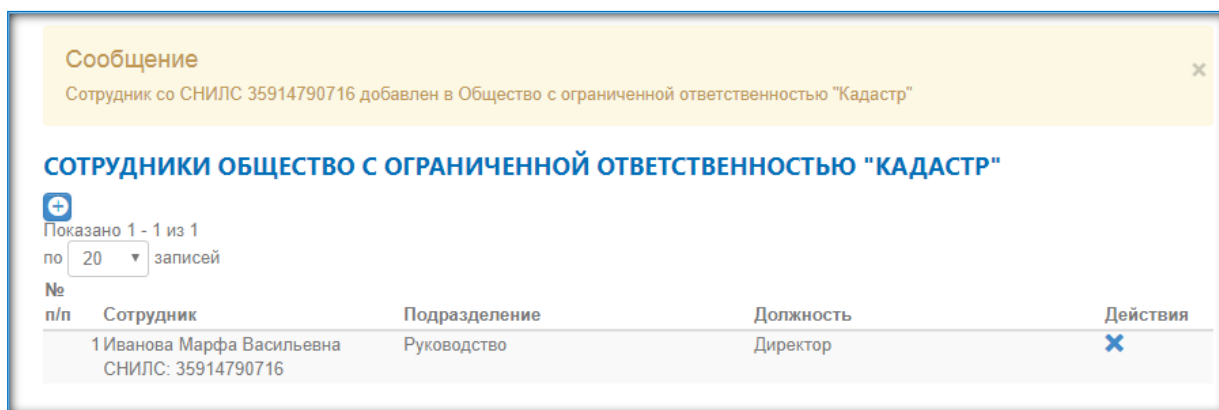 Сообщение
Сотрудник со СНИЛС 35914790716 добавлен в Общество с ограниченной ответственностью "Кадастр"
СОТРУДНИКИ ОБЩЕСТВО С ОГРАНИЧЕННОЙ ОТВЕТСТВЕННОСТЬЮ "КАДАСТР"
Показано 1 - 1 из 1
по 20 записей
№
п/п Сотрудник Подразделение Должность Действия
1 Иванова Марфа Васильевна Руководство Директор
СНИЛС: 35914790716